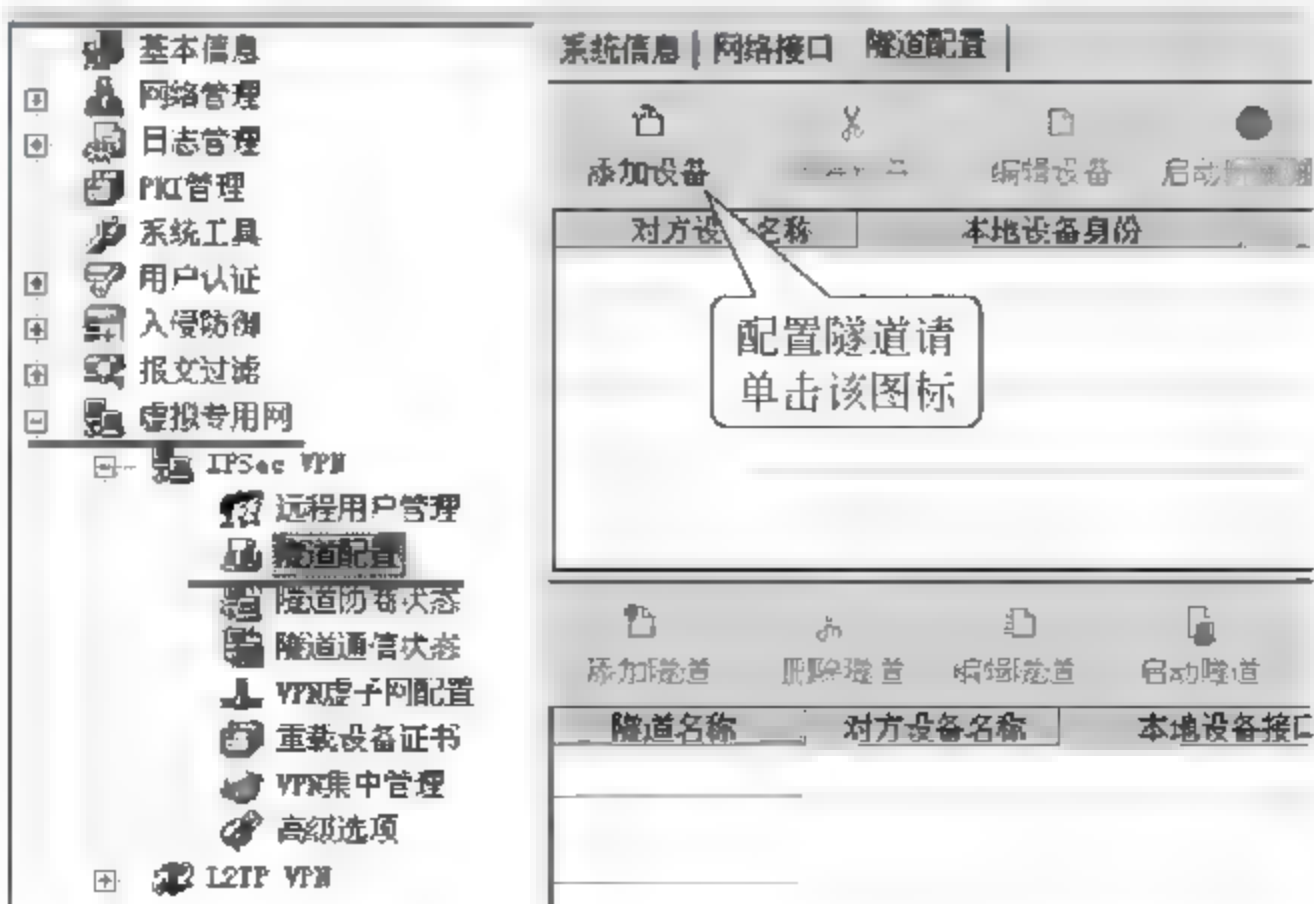 基本信息
网络管理
日志管理
PKI管理
系统工具
用户认证
入侵防御
报文过滤
虚拟专用网
IPSec VPN
远程用户管理
隧道配置
隧道协商状态
隧道通信状态
VPN虚子网配置
重载设备证书
VPN集中管理
高级选项
L2TP VPN
系统信息 网络接口 隧道配置
添加设备 编辑设备 启动
对方设 名称 本地设备身份
配置隧道请
单击该图标
添加隧道 删除隧道 编辑隧道 启动隧道
隧道名称 对方设备名称 本地设备接口